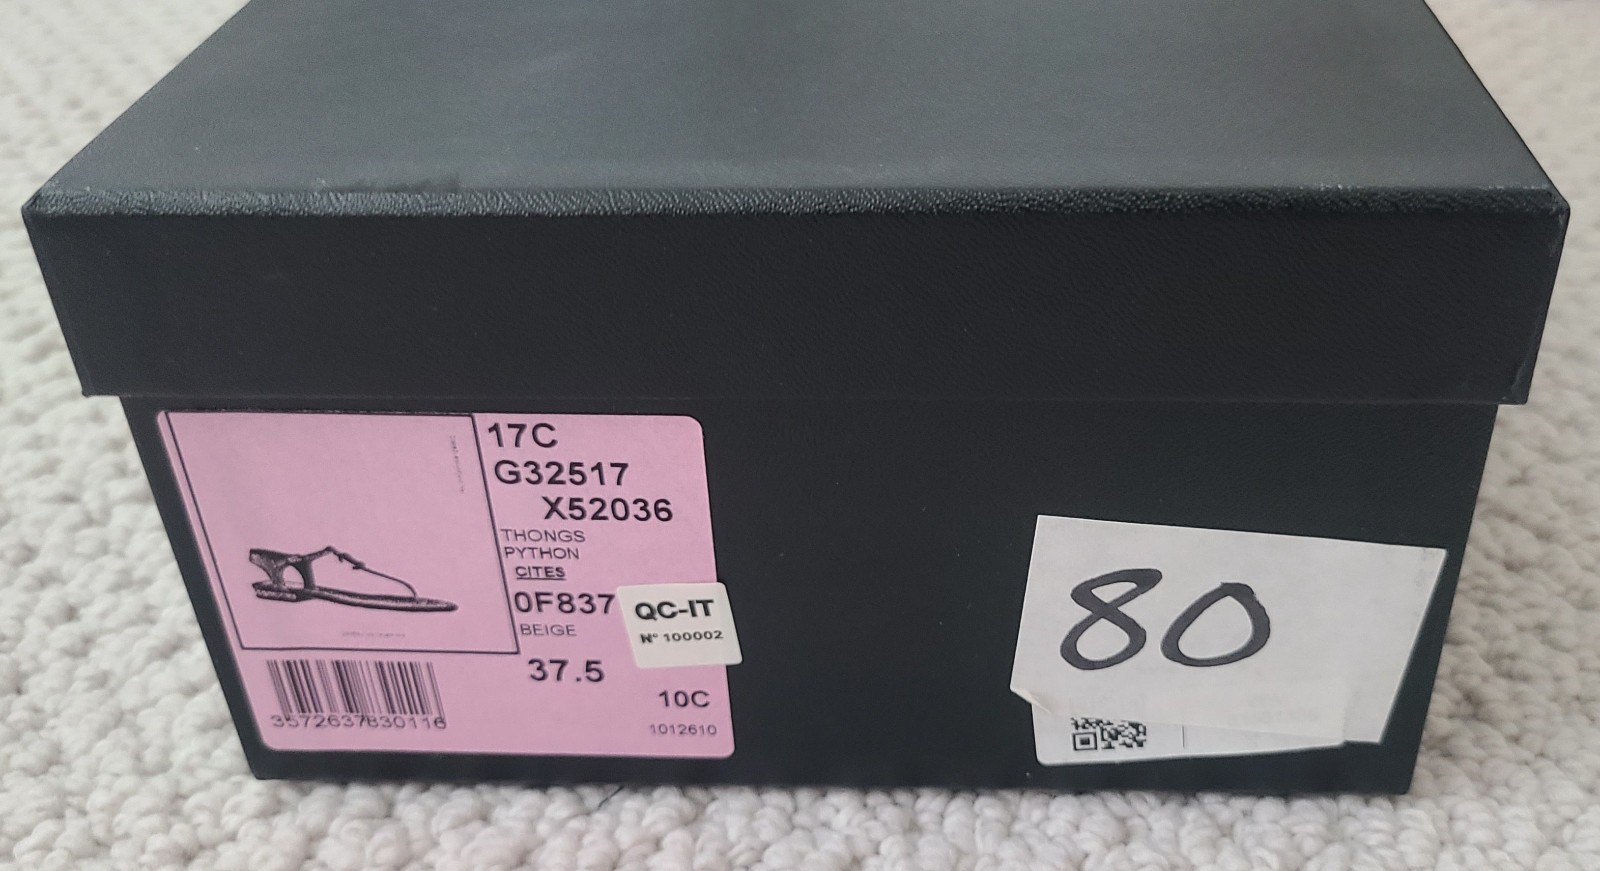 17C
G32517
X52036
THONGS
PYTHON
CITES
0F837
BEIGE
QC-IT
N° 100002
37.5
10C
3572637830116
1012610
80